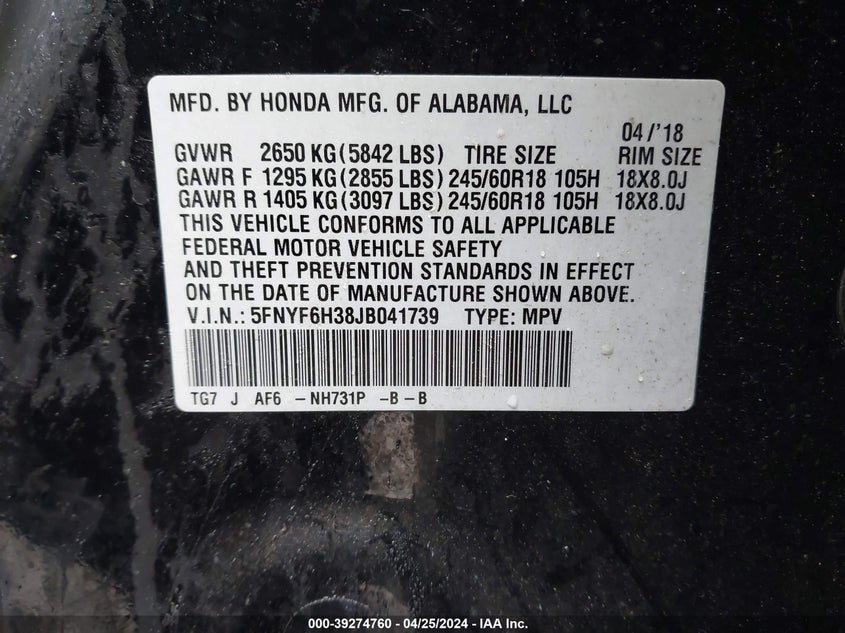 MFD. BY HONDA MFG. OF ALABAMA, LLC
04/'18
GVWR 2650 KG(5842 LBS) TIRE SIZE RIM SIZE
GAWR F 1295 KG(2855 LBS) 245/60R18 105H 18X8.0J
GAWR R 1405 KG(3097 LBS) 245/60R18 105H 18X8.0J
THIS VEHICLE CONFORMS TO ALL APPLICABLE
FEDERAL MOTOR VEHICLE SAFETY
AND THEFT PREVENTION STANDARDS IN EFFECT
ON THE DATE OF MANUFACTURE SHOWN ABOVE.
V.I.N.: 5FNYF6H38JB041739 TYPE: MPV
TG7 J AF6 -NH731P -B-B
000-39274760 - 04/25/2024 - IAA Inc.